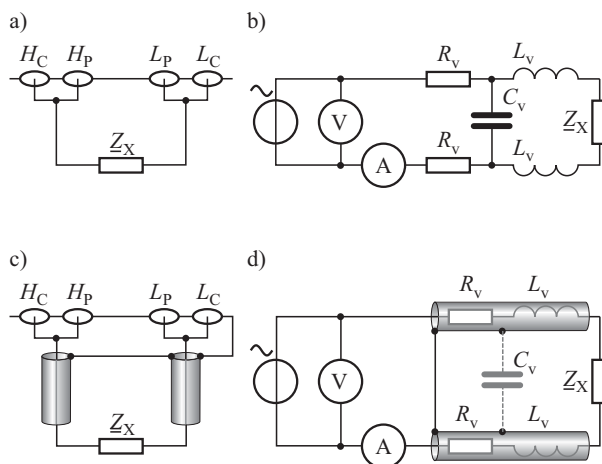 a)
H_C H_P L_P L_C
Z_X
b)
R_v L_v
C_v
~ V Z_X
A R_v L_v
c)
H_C H_P L_P L_C
Z_X
d)
R_v L_v
~ V C_v Z_X
R_v L_v
A